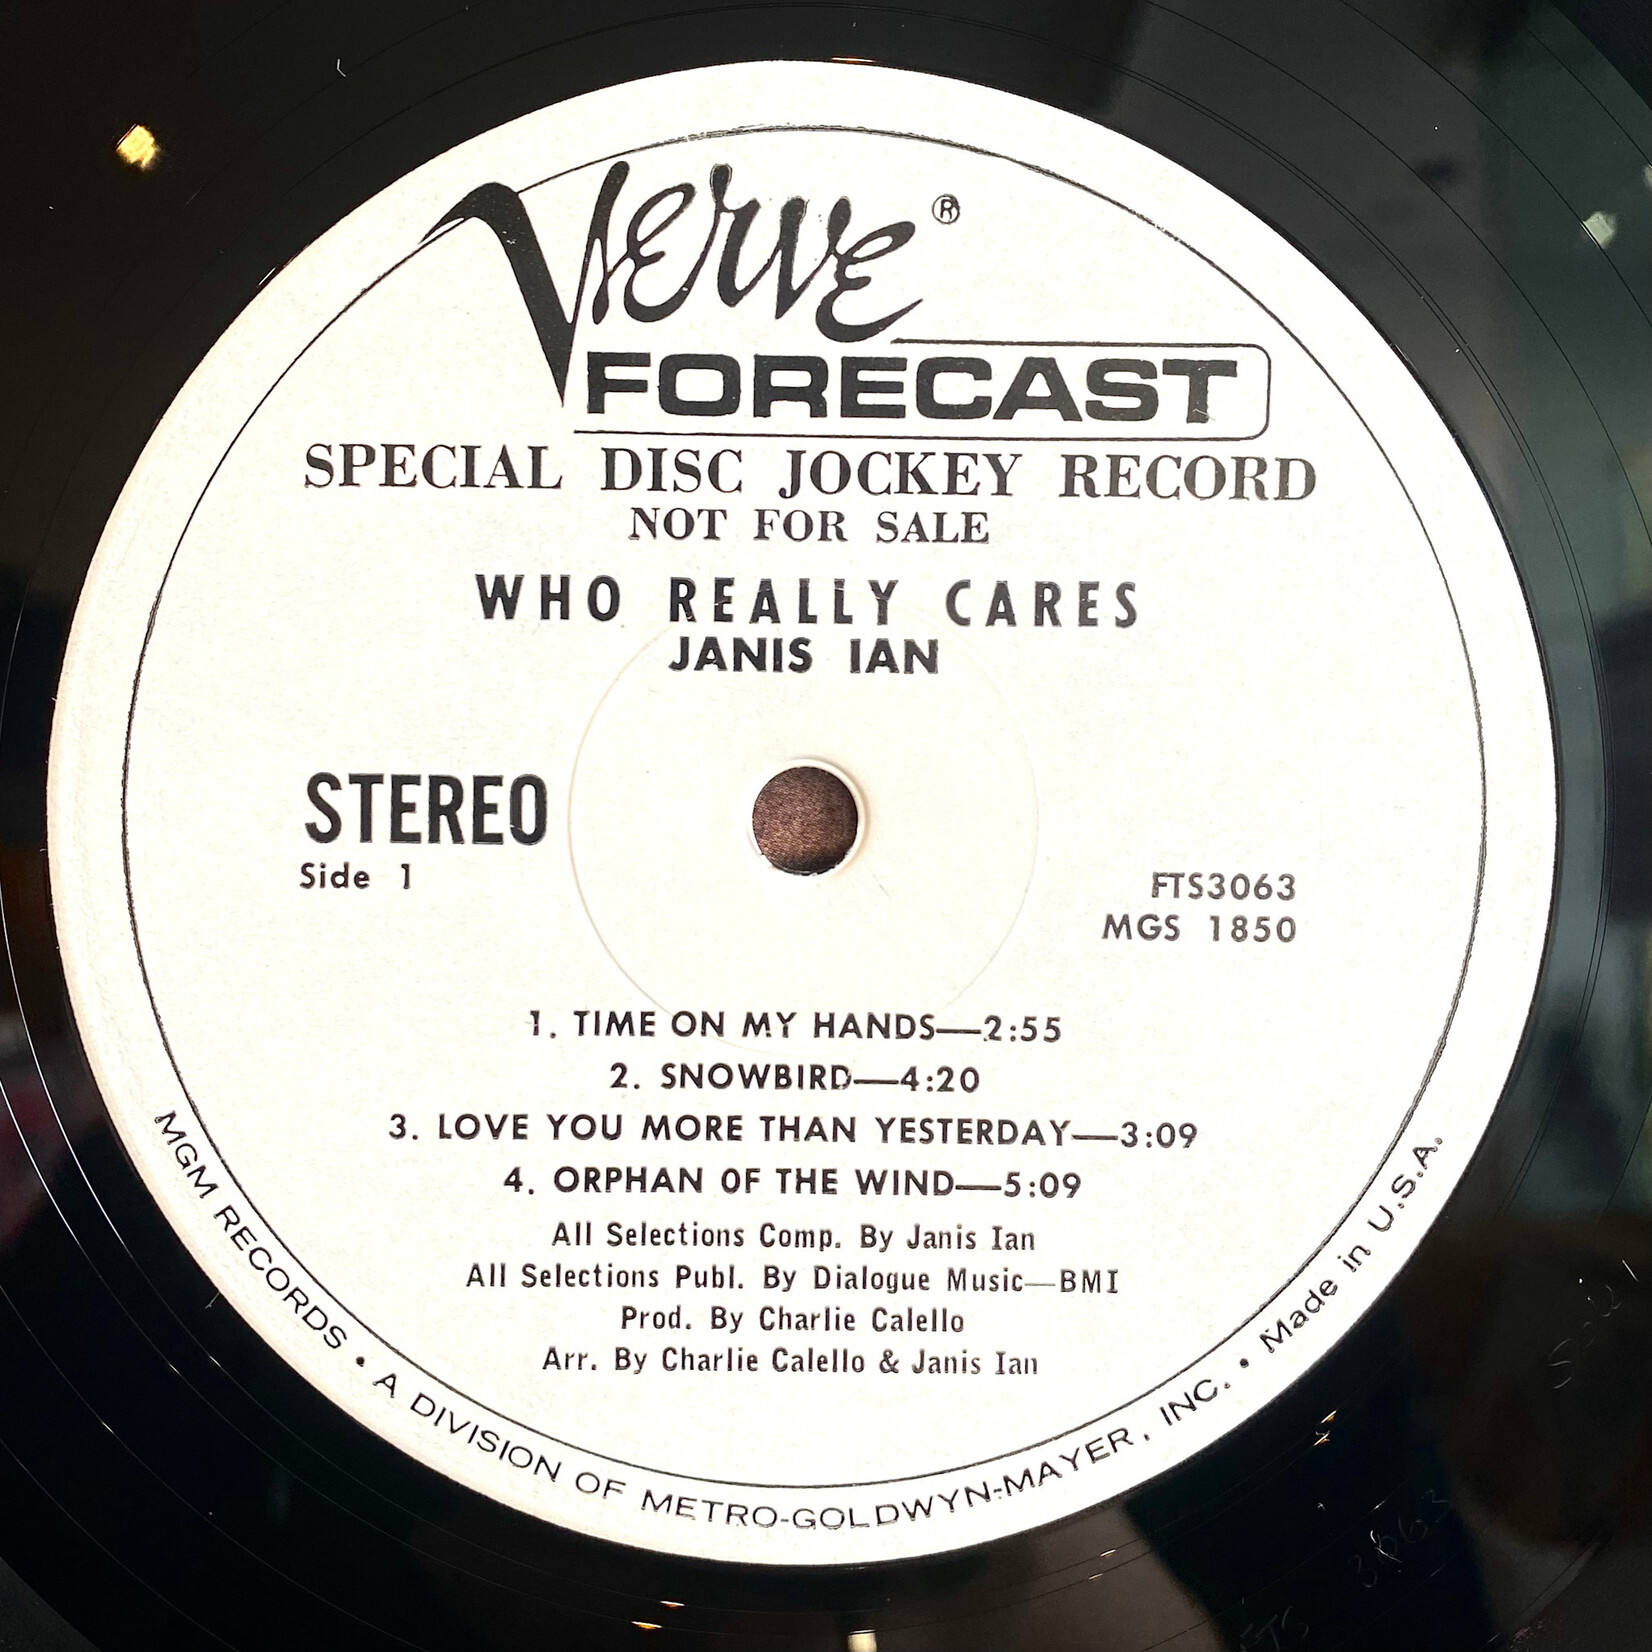 Verve ®
FORECAST
SPECIAL DISC JOCKEY RECORD
NOT FOR SALE
WHO REALLY CARES
JANIS IAN
STEREO
Side 1
FTS3063
MGS 1850
1. TIME ON MY HANDS—2:55
2. SNOWBIRD—4:20
3. LOVE YOU MORE THAN YESTERDAY—3:09
4. ORPHAN OF THE WIND—5:09
All Selections Comp. By Janis Ian
All Selections Publ. By Dialogue Music—BMI
Prod. By Charlie Calello
Arr. By Charlie Calello & Janis Ian
MGM RECORDS • A DIVISION OF METRO-GOLDWYN-MAYER, INC. • Made in U.S.A.
FTS 3063